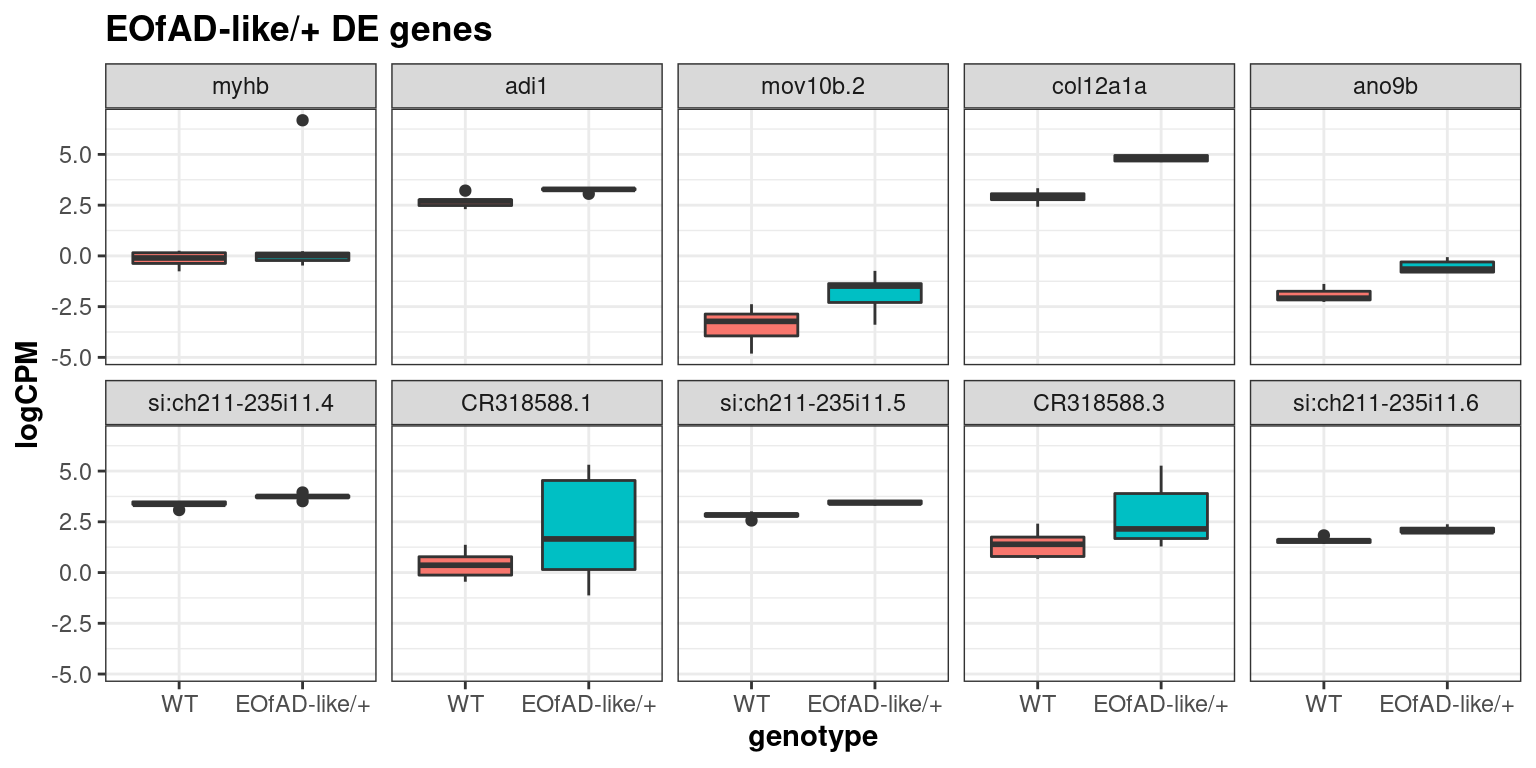 EOfAD-like/+ DE genes
myhb adi1 mov10b.2 col12a1a ano9b
5.0
2.5
0.0
-2.5
-5.0
logCPM
si:ch211-235i11.4 CR318588.1 si:ch211-235i11.5 CR318588.3 si:ch211-235i11.6
5.0
2.5
0.0
-2.5
-5.0
WT EOfAD-like/+ WT EOfAD-like/+ WT EOfAD-like/+ WT EOfAD-like/+ WT EOfAD-like/+
genotype